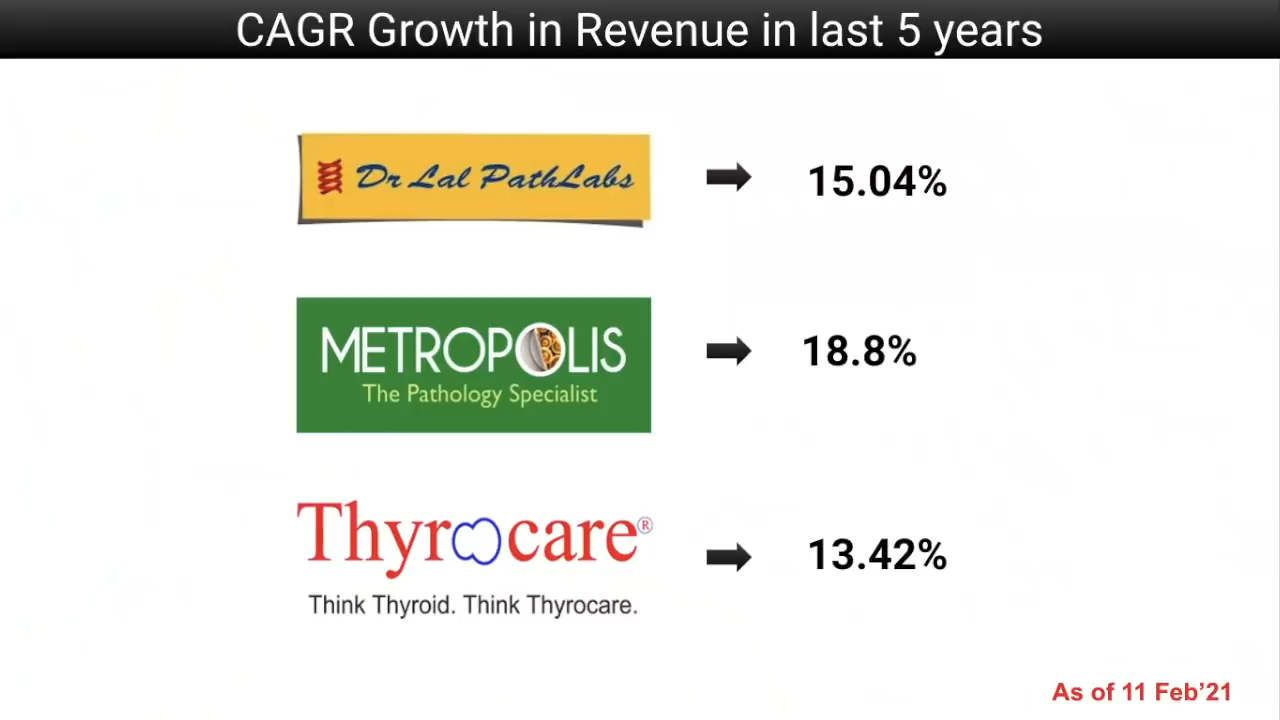 CAGR Growth in Revenue in last 5 years
Dr Lal PathLabs
15.04%
METROPOLIS
The Pathology Specialist
18.8%
Thyrocare®
Think Thyroid. Think Thyrocare.
13.42%
As of 11 Feb’21